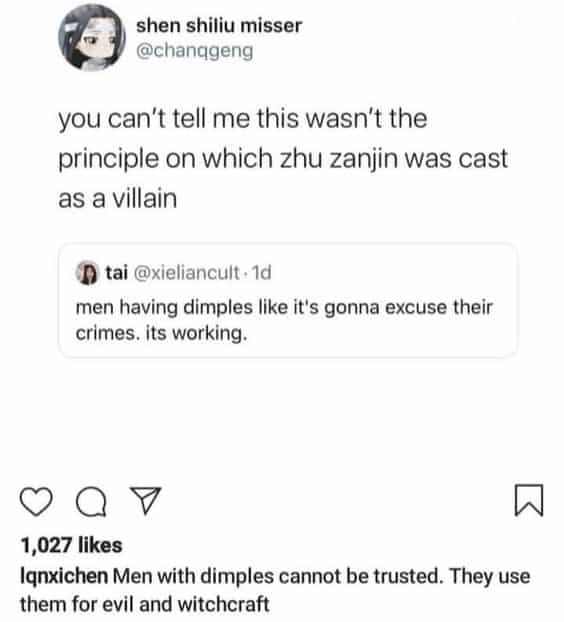 shen shiliu misser
@chanqgeng
you can't tell me this wasn't the
principle on which zhu zanjin was cast
as a villain
tai @xieliancult · 1d
men having dimples like it's gonna excuse their
crimes. its working.
1,027 likes
lqnxichen Men with dimples cannot be trusted. They use
them for evil and witchcraft